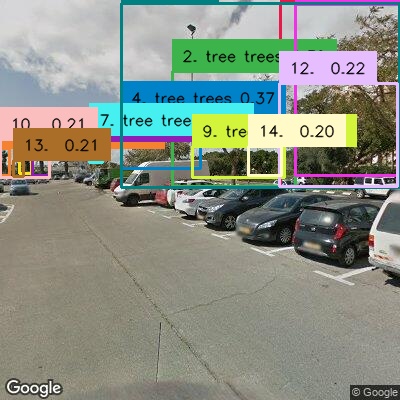 2. tree trees
12. 0.22
4. tree trees 0.37
10. 0.21
7. tree tree
9. tre
14. 0.20
13. 0.21
Google
© Google